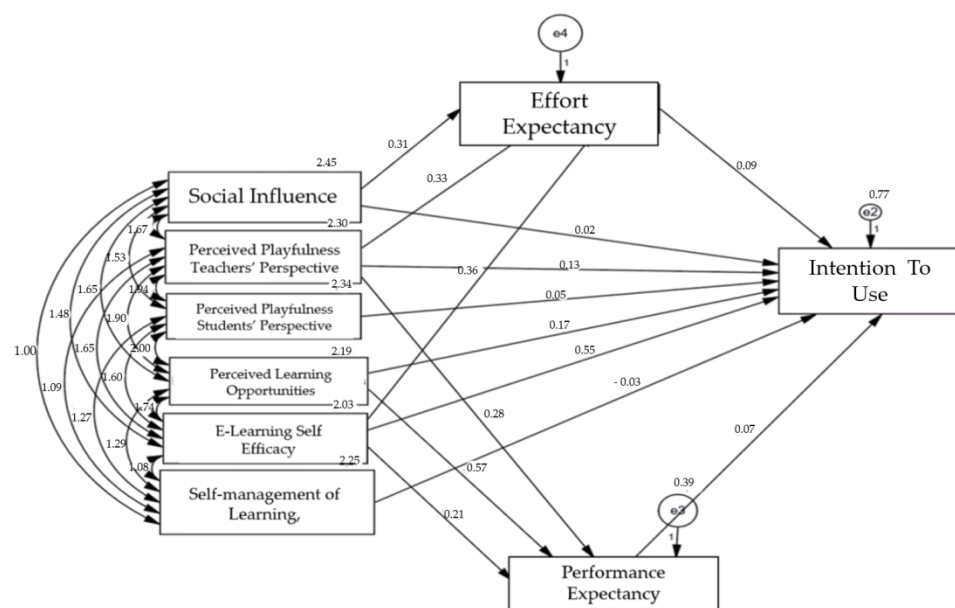 e4
1
Effort
Expectancy
2.45
0.31
0.33
0.09
0.77
e2
1
Social Influence
2.30
1.67
0.02
Perceived Playfulness
Teachers' Perspective
2.34
1.53
0.36
0.13
Intention To
Use
1.94
1.65
1.48
Perceived Playfulness
Students' Perspective
0.05
1.90
0.17
2.00
2.19
1.00
1.65
0.55
Perceived Learning
Opportunities
- 0.03
1.60
1.09
1.74
2.03
1.27
0.28
E-Learning Self
Efficacy
0.07
1.29
2.25
1.08
0.57
Self-management of
Learning,
0.39
0.21
e3
1
Performance
Expectancy